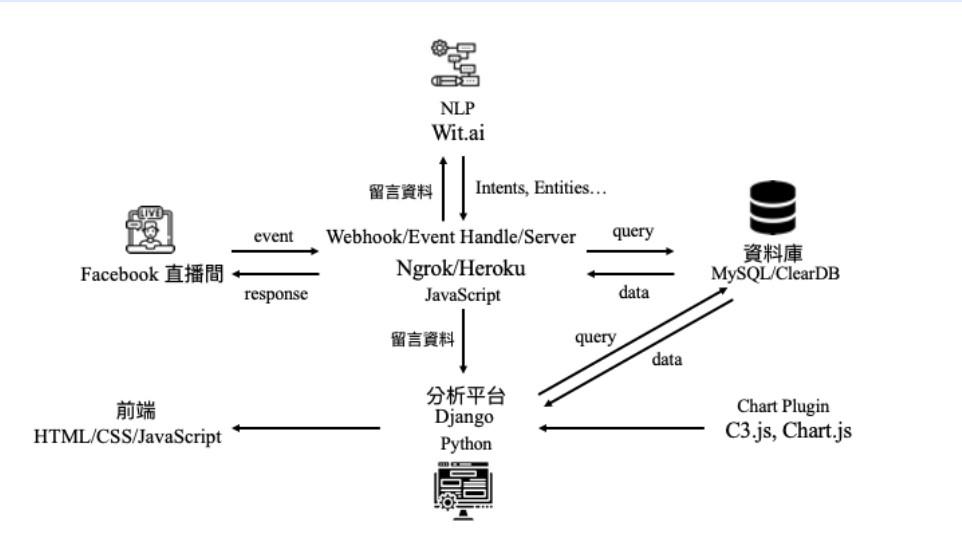 NLP
Wit.ai
留言資料
Intents, Entities…
LIVE
Facebook 直播間
event
response
Webhook/Event Handle/Server
Ngrok/Heroku
JavaScript
query
data
資料庫
MySQL/ClearDB
留言資料
query
data
分析平台
Django
Python
前端
HTML/CSS/JavaScript
Chart Plugin
C3.js, Chart.js